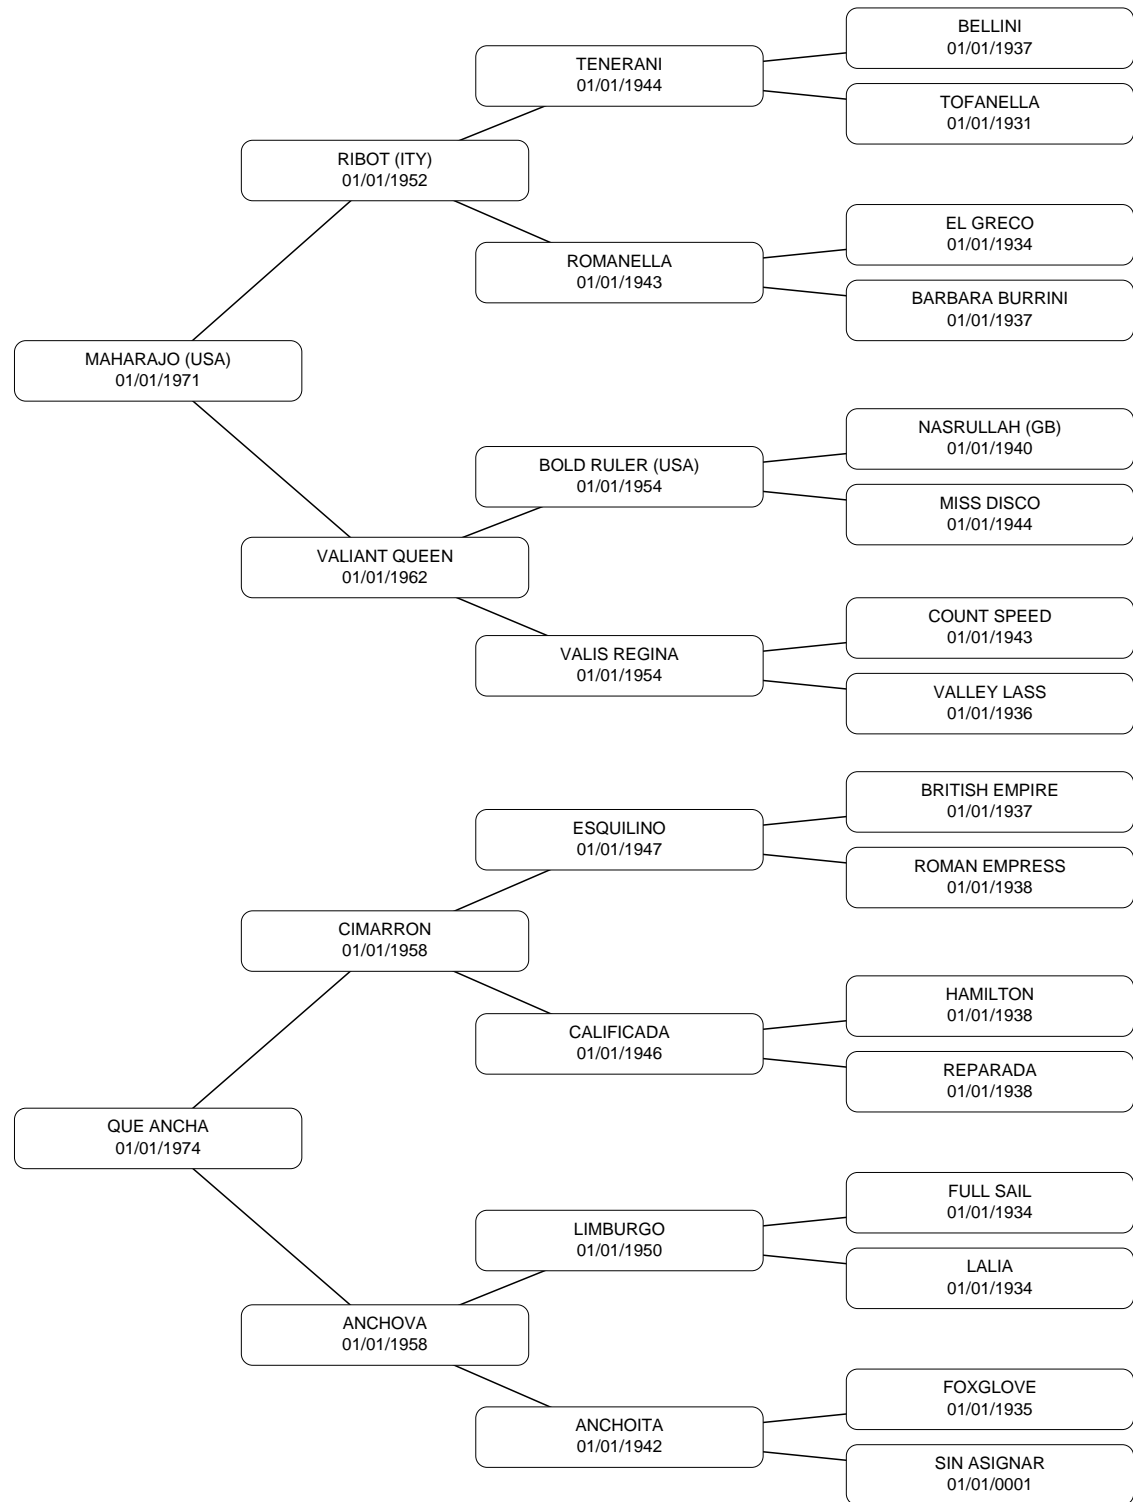 BELLINI
01/01/1937
TENERANI
01/01/1944
TOFANELLA
01/01/1931
RIBOT (ITY)
01/01/1952
EL GRECO
01/01/1934
ROMANELLA
01/01/1943
BARBARA BURRINI
01/01/1937
MAHARAJO (USA)
01/01/1971
NASRULLAH (GB)
01/01/1940
BOLD RULER (USA)
01/01/1954
MISS DISCO
01/01/1944
VALIANT QUEEN
01/01/1962
COUNT SPEED
01/01/1943
VALIS REGINA
01/01/1954
VALLEY LASS
01/01/1936
BRITISH EMPIRE
01/01/1937
ESQUILINO
01/01/1947
ROMAN EMPRESS
01/01/1938
CIMARRON
01/01/1958
HAMILTON
01/01/1938
CALIFICADA
01/01/1946
REPARADA
01/01/1938
QUE ANCHA
01/01/1974
FULL SAIL
01/01/1934
LIMBURGO
01/01/1950
LALIA
01/01/1934
ANCHOVA
01/01/1958
FOXGLOVE
01/01/1935
ANCHOITA
01/01/1942
SIN ASIGNAR
01/01/0001